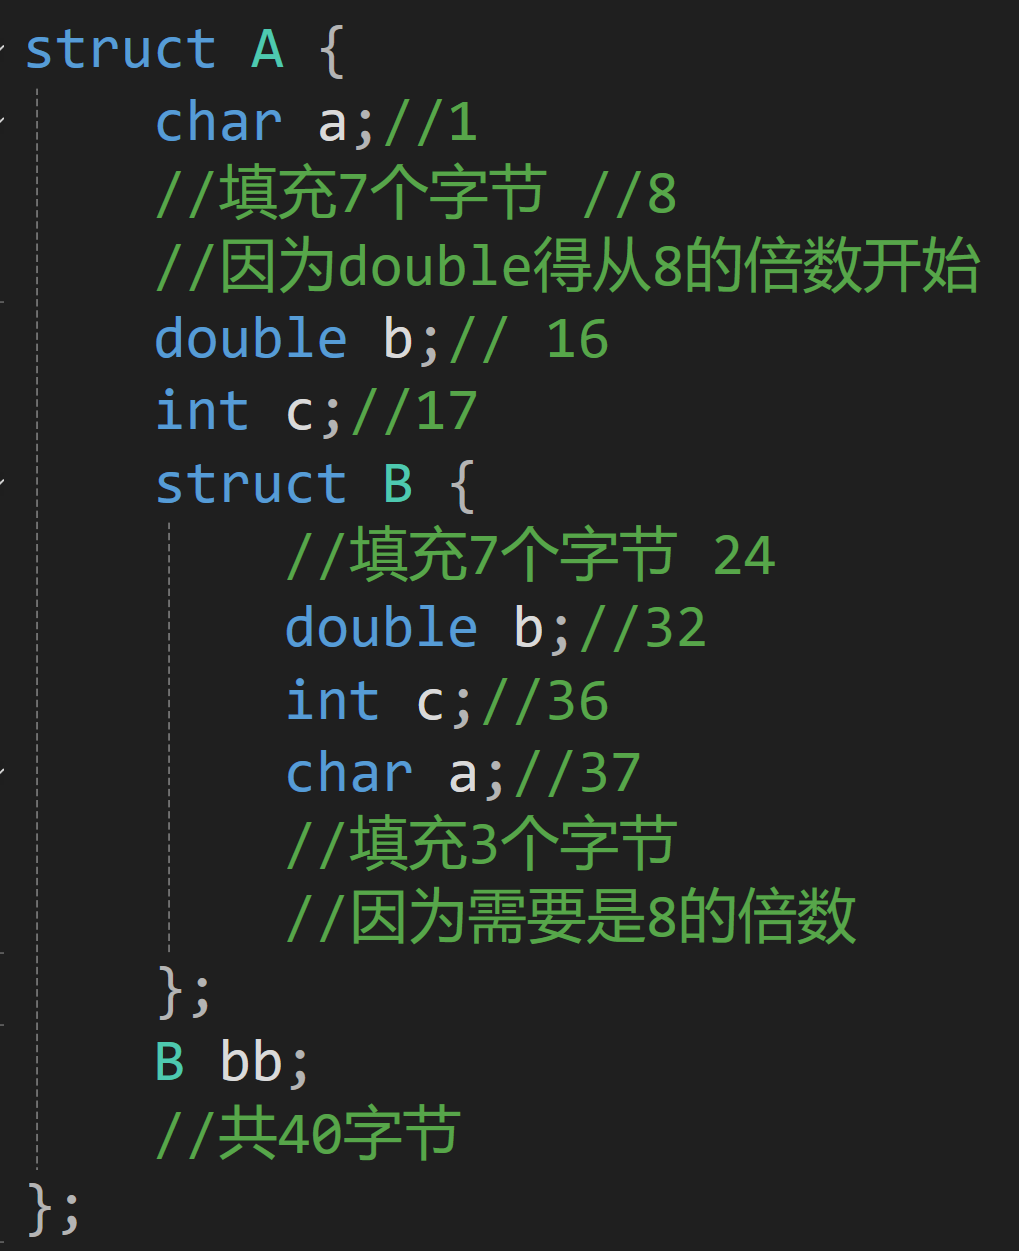 struct A {
char a;//1
//填充7个字节 //8
//因为double得从8的倍数开始
double b;// 16
int c;//17
struct B {
//填充7个字节 24
double b;//32
int c;//36
char a;//37
//填充3个字节
//因为需要是8的倍数
};
B bb;
//共40字节
};